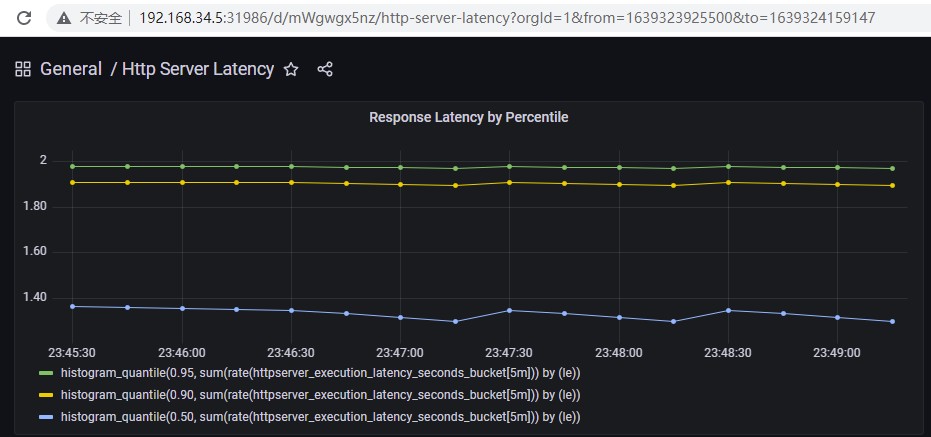 不安全 192.168.34.5:31986/d/mWgwgx5nz/http-server-latency?orgId=1&from=1639323925500&to=1639324159147
General / Http Server Latency
Response Latency by Percentile
2
1.80
1.60
1.40
23:45:30 23:46:00 23:46:30 23:47:00 23:47:30 23:48:00 23:48:30 23:49:00
histogram_quantile(0.95, sum(rate(httpserver_execution_latency_seconds_bucket[5m])) by (le))
histogram_quantile(0.90, sum(rate(httpserver_execution_latency_seconds_bucket[5m])) by (le))
histogram_quantile(0.50, sum(rate(httpserver_execution_latency_seconds_bucket[5m])) by (le))